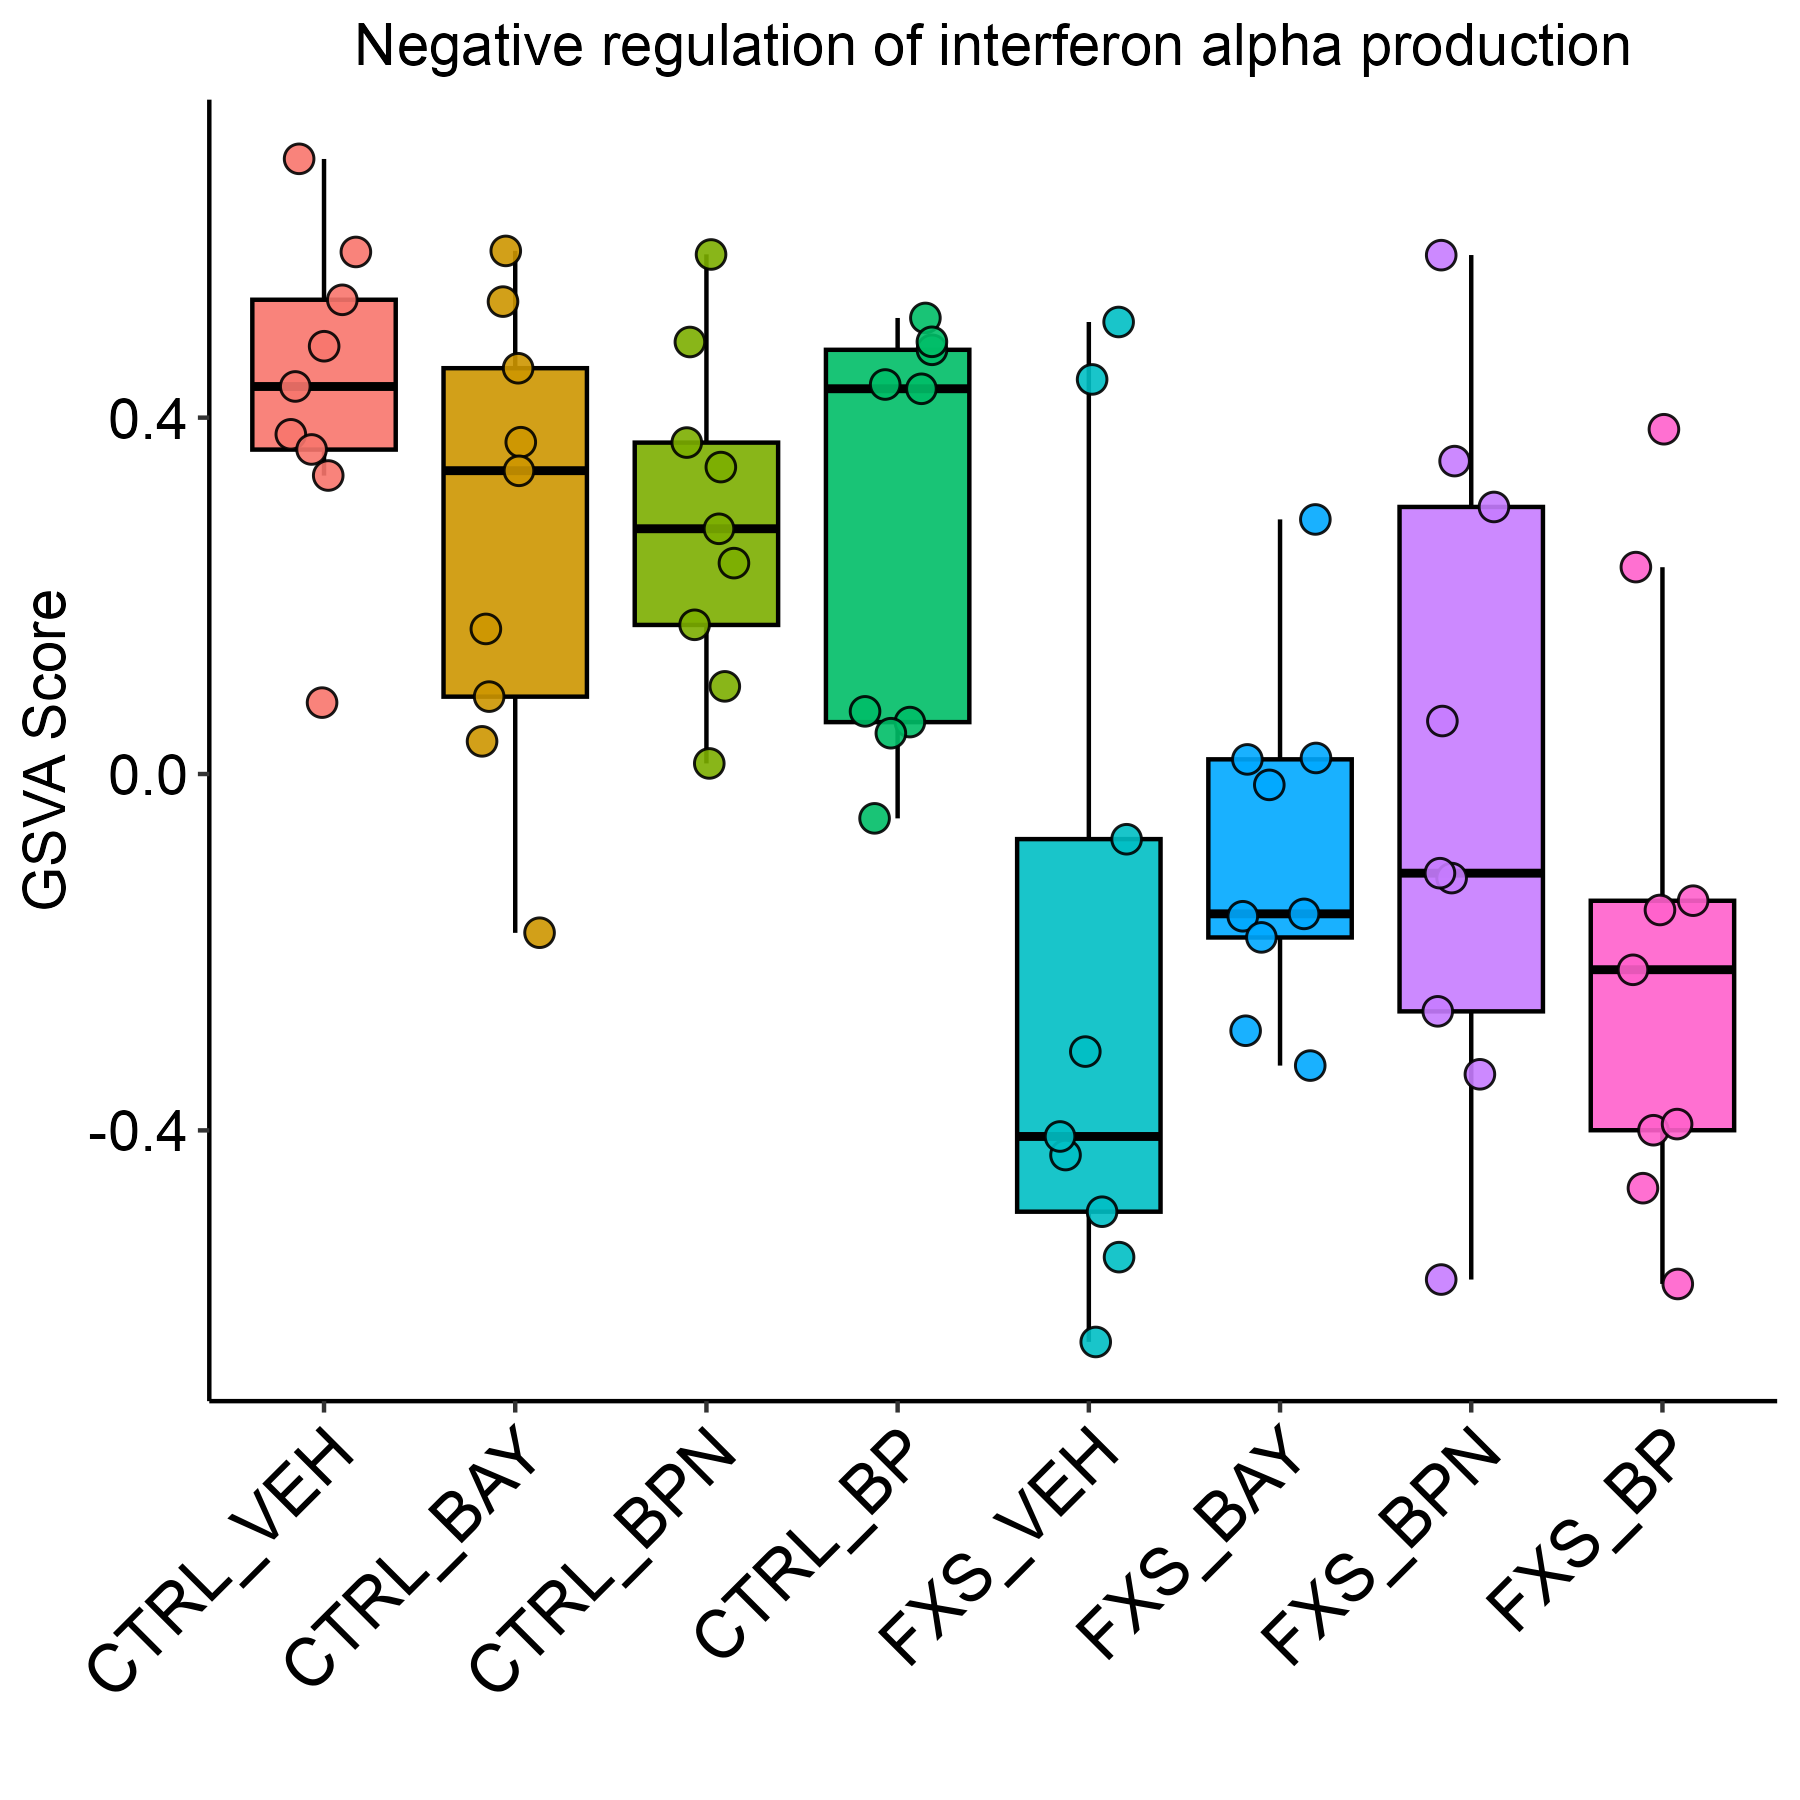 Negative regulation of interferon alpha production
GSVA Score
0.4
0.0
-0.4
CTRL_VEH
CTRL_BAY
CTRL_BPN
CTRL_BP
FXS_VEH
FXS_BAY
FXS_BPN
FXS_BP